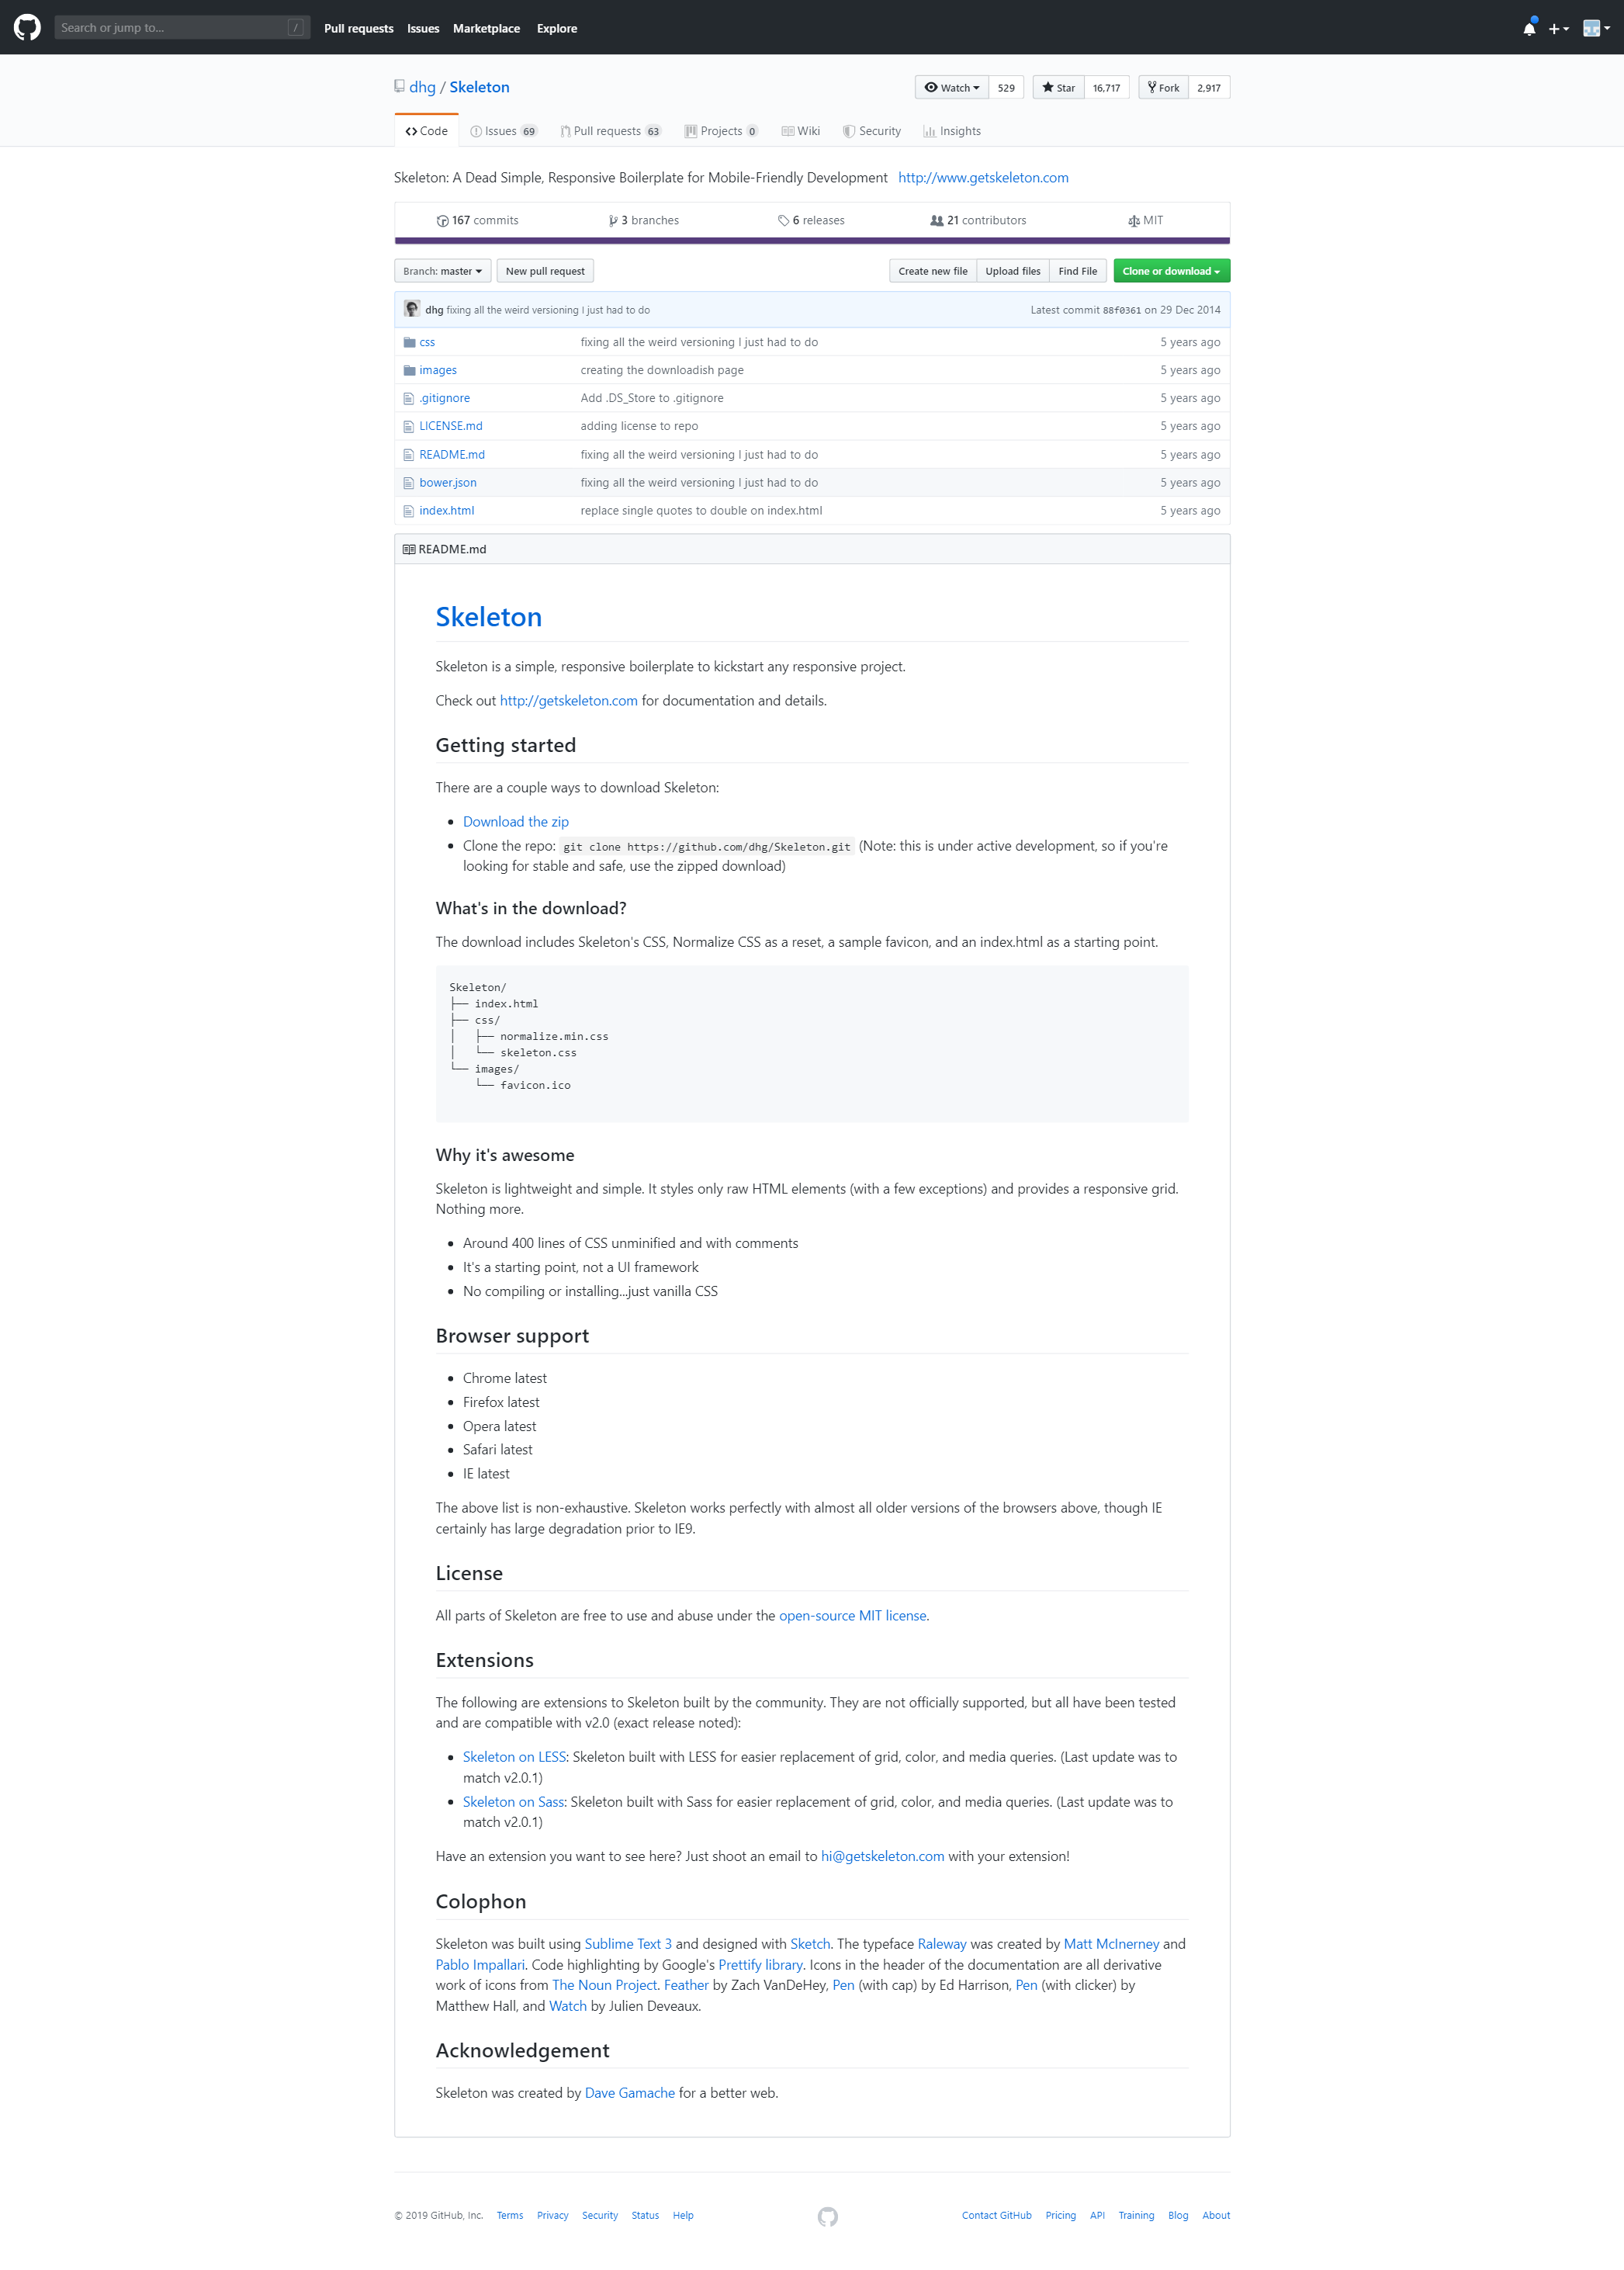 Search or jump to... /
Pull requests Issues Marketplace Explore
dhg / Skeleton
Watch 529 Star 16,717 Fork 2,917
Code Issues 69 Pull requests 63 Projects 0 Wiki Security Insights
Skeleton: A Dead Simple, Responsive Boilerplate for Mobile-Friendly Development http://www.getskeleton.com
167 commits 3 branches 6 releases 21 contributors MIT
Branch: master New pull request Create new file Upload files Find File Clone or download
dhg fixing all the weird versioning I just had to do Latest commit 88f0361 on 29 Dec 2014
css fixing all the weird versioning I just had to do 5 years ago
images creating the downloadish page 5 years ago
.gitignore Add .DS_Store to .gitignore 5 years ago
LICENSE.md adding license to repo 5 years ago
README.md fixing all the weird versioning I just had to do 5 years ago
bower.json fixing all the weird versioning I just had to do 5 years ago
index.html replace single quotes to double on index.html 5 years ago
README.md
Skeleton
Skeleton is a simple, responsive boilerplate to kickstart any responsive project.
Check out http://getskeleton.com for documentation and details.
Getting started
There are a couple ways to download Skeleton:
• Download the zip
• Clone the repo: git clone https://github.com/dhg/Skeleton.git (Note: this is under active development, so if you're
looking for stable and safe, use the zipped download)
What's in the download?
The download includes Skeleton's CSS, Normalize CSS as a reset, a sample favicon, and an index.html as a starting point.
Skeleton/
├── index.html
├── css/
│   ├── normalize.min.css
│   └── skeleton.css
└── images/
    └── favicon.ico
Why it's awesome
Skeleton is lightweight and simple. It styles only raw HTML elements (with a few exceptions) and provides a responsive grid.
Nothing more.
• Around 400 lines of CSS unminified and with comments
• It's a starting point, not a UI framework
• No compiling or installing...just vanilla CSS
Browser support
• Chrome latest
• Firefox latest
• Opera latest
• Safari latest
• IE latest
The above list is non-exhaustive. Skeleton works perfectly with almost all older versions of the browsers above, though IE
certainly has large degradation prior to IE9.
License
All parts of Skeleton are free to use and abuse under the open-source MIT license.
Extensions
The following are extensions to Skeleton built by the community. They are not officially supported, but all have been tested
and are compatible with v2.0 (exact release noted):
• Skeleton on LESS: Skeleton built with LESS for easier replacement of grid, color, and media queries. (Last update was to
match v2.0.1)
• Skeleton on Sass: Skeleton built with Sass for easier replacement of grid, color, and media queries. (Last update was to
match v2.0.1)
Have an extension you want to see here? Just shoot an email to hi@getskeleton.com with your extension!
Colophon
Skeleton was built using Sublime Text 3 and designed with Sketch. The typeface Raleway was created by Matt McInerney and
Pablo Impallari. Code highlighting by Google's Prettify library. Icons in the header of the documentation are all derivative
work of icons from The Noun Project. Feather by Zach VanDeHey, Pen (with cap) by Ed Harrison, Pen (with clicker) by
Matthew Hall, and Watch by Julien Deveaux.
Acknowledgement
Skeleton was created by Dave Gamache for a better web.
© 2019 GitHub, Inc. Terms Privacy Security Status Help Contact GitHub Pricing API Training Blog About